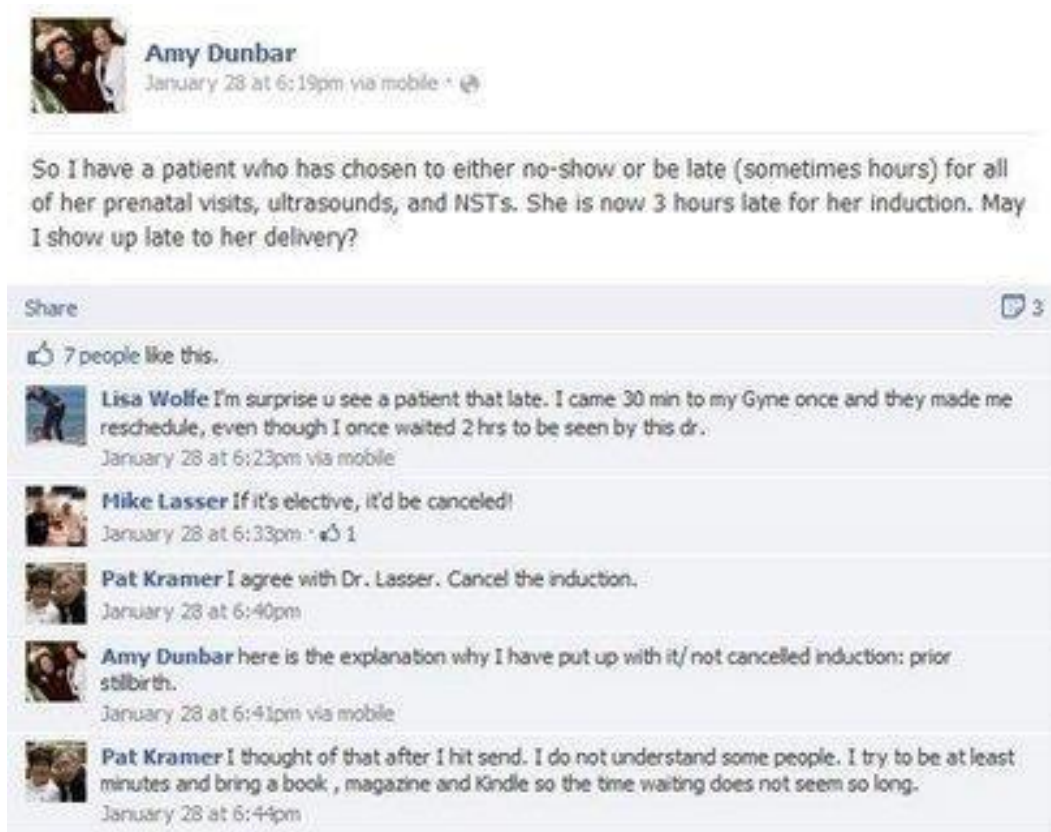 Amy Dunbar
January 28 at 6:19pm via mobile ·
So I have a patient who has chosen to either no-show or be late (sometimes hours) for all
of her prenatal visits, ultrasounds, and NSTs. She is now 3 hours late for her induction. May
I show up late to her delivery?
Share 3
7 people like this.
Lisa Wolfe I'm surprise u see a patient that late. I came 30 min to my Gyne once and they made me
reschedule, even though I once waited 2 hrs to be seen by this dr.
January 28 at 6:23pm via mobile
Mike Lasser If it's elective, it'd be canceled!
January 28 at 6:33pm · 1
Pat Kramer I agree with Dr. Lasser. Cancel the induction.
January 28 at 6:40pm
Amy Dunbar here is the explanation why I have put up with it/ not cancelled induction: prior
stillbirth.
January 28 at 6:41pm via mobile
Pat Kramer I thought of that after I hit send. I do not understand some people. I try to be at least
minutes and bring a book , magazine and Kindle so the time waiting does not seem so long.
January 28 at 6:44pm